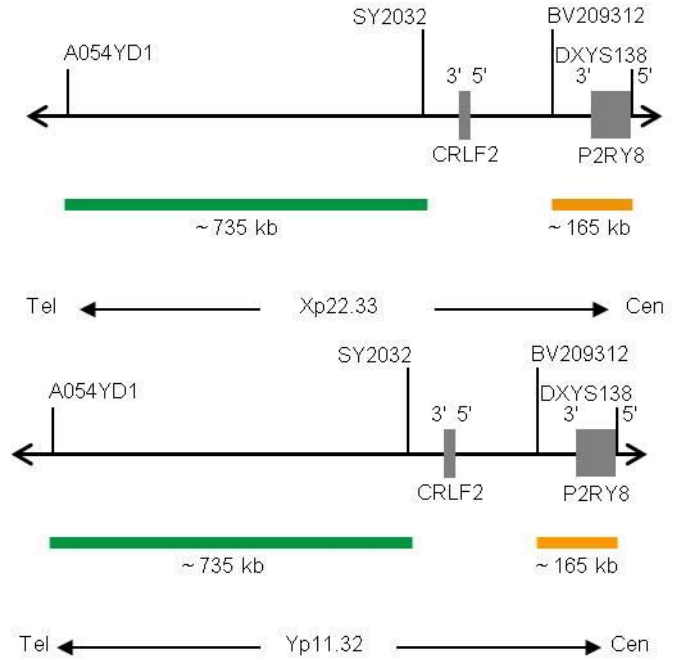 SY2032 BV209312
A054YD1 DXYS138
3' 5' 3' 5'
CRLF2 P2RY8
~ 735 kb ~ 165 kb
Tel Xp22.33 Cen
SY2032 BV209312
A054YD1 DXYS138
3' 5' 3' 5'
CRLF2 P2RY8
~ 735 kb ~ 165 kb
Tel Yp11.32 Cen